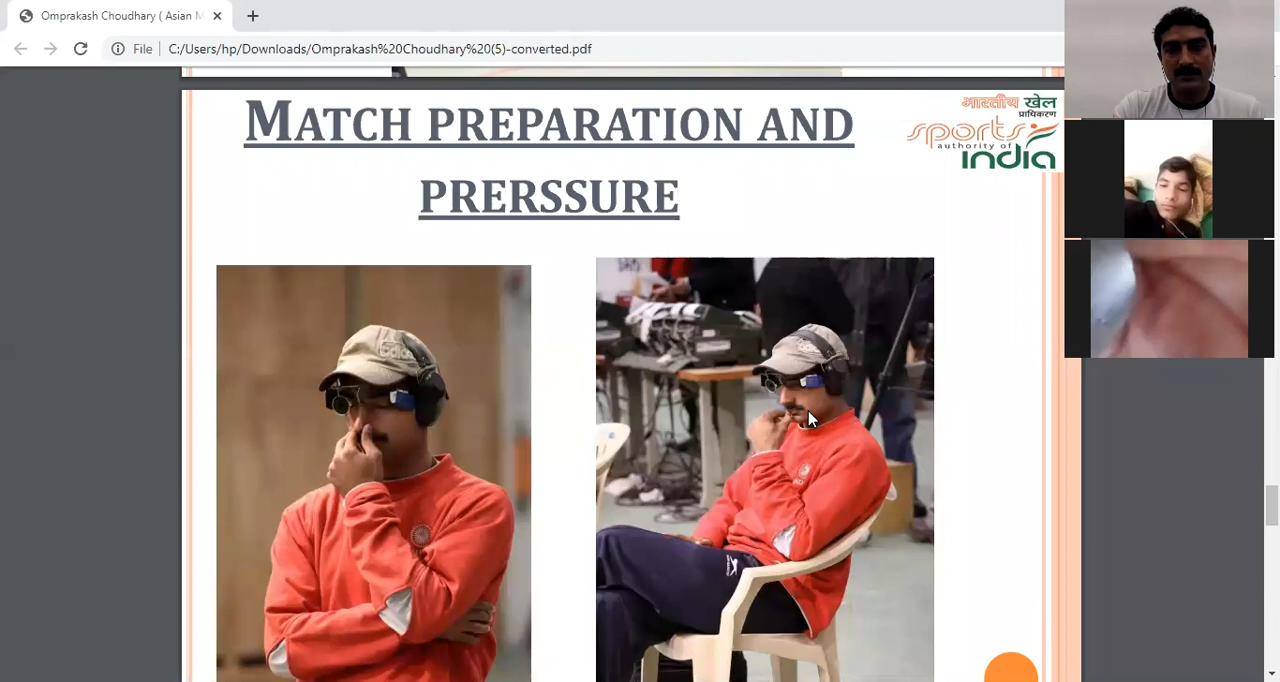 Omprakash Choudhary ( Asian M
File
C:/Users/hp/Downloads/Omprakash%20Choudhary%20(5)-converted.pdf
MATCH PREPARATION AND
PRERSSURE
भारतीय खेल
प्राधिकरण
sports
authority of
india
adidas